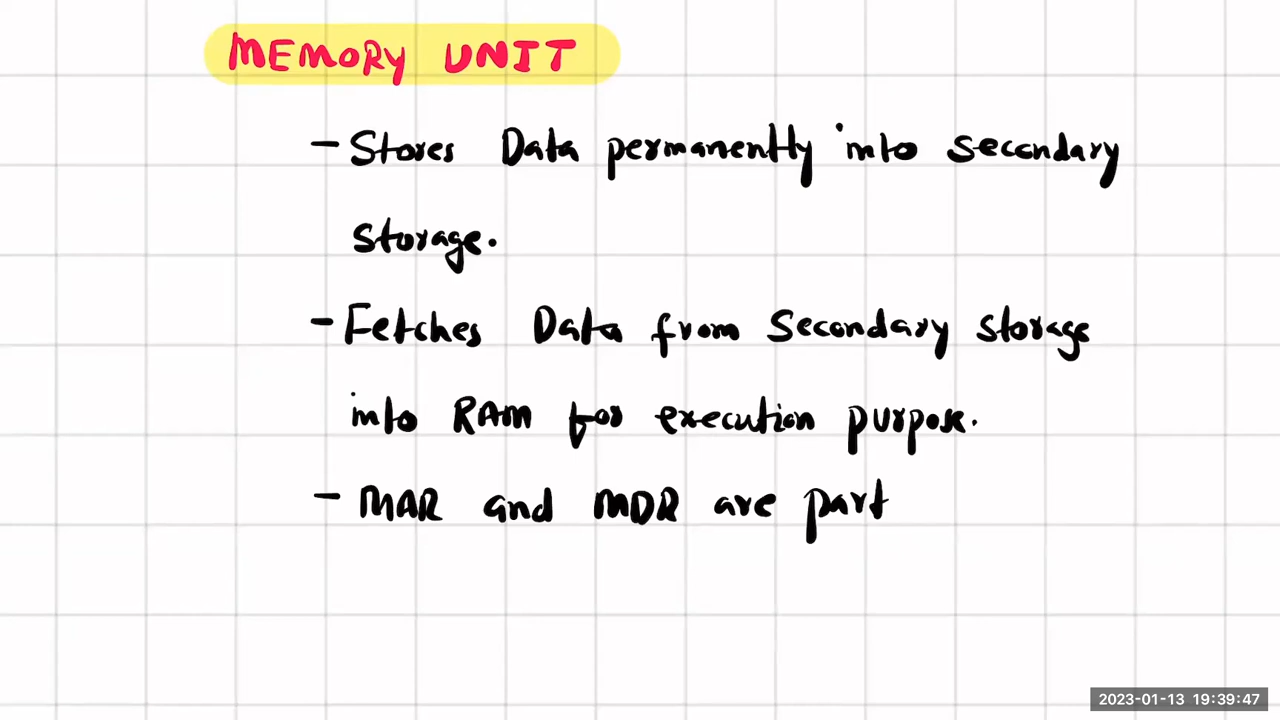 MEMORY UNIT
- Stores Data permanently into secondary
storage.
- Fetches Data from Secondary storage
into RAM for execution purpose.
- MAR and MDR are part
2023-01-13 19:39:47